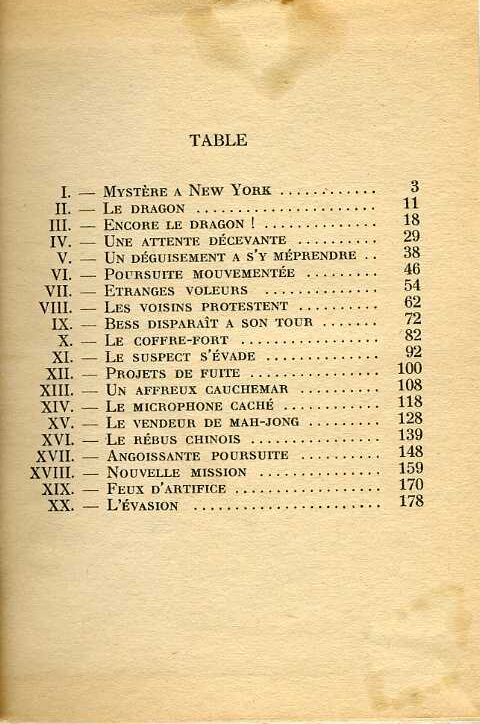 TABLE
I. — MYSTÈRE A NEW YORK ............ 3
II. — LE DRAGON .................... 11
III. — ENCORE LE DRAGON ! ............. 18
IV. — UNE ATTENTE DÉCEVANTE .......... 29
V. — UN DÉGUISEMENT A S'Y MÉPRENDRE .. 38
VI. — POURSUITE MOUVEMENTÉE .......... 46
VII. — ETRANGES VOLEURS .............. 54
VIII. — LES VOISINS PROTESTENT .......... 62
IX. — BESS DISPARAÎT A SON TOUR ....... 72
X. — LE COFFRE-FORT ................ 82
XI. — LE SUSPECT S'ÉVADE ............. 92
XII. — PROJETS DE FUITE ............... 100
XIII. — UN AFFREUX CAUCHEMAR .......... 108
XIV. — LE MICROPHONE CACHÉ ............ 118
XV. — LE VENDEUR DE MAH-JONG ......... 128
XVI. — LE RÉBUS CHINOIS ............... 139
XVII. — ANGOISSANTE POURSUITE .......... 148
XVIII. — NOUVELLE MISSION .............. 159
XIX. — FEUX D'ARTIFICE ................ 170
XX. — L'ÉVASION ..................... 178